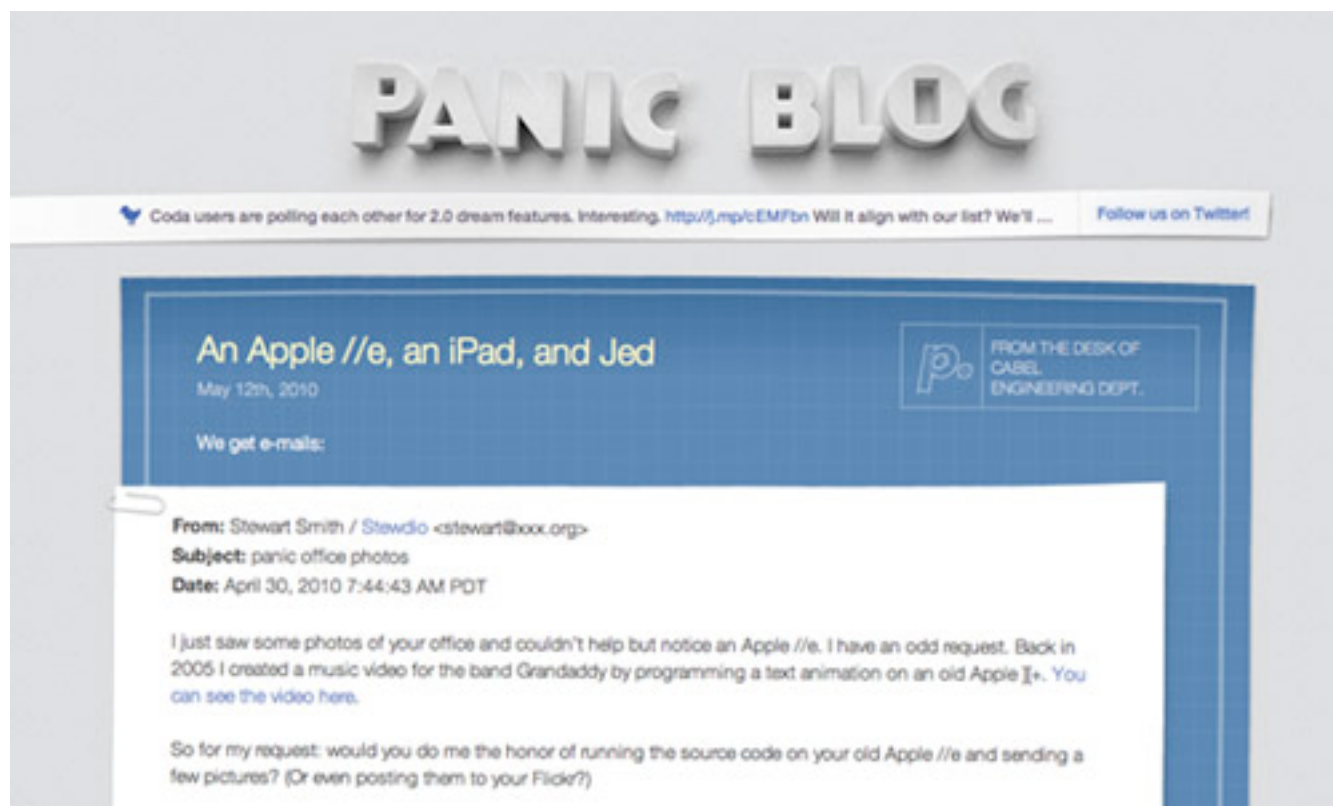 PANIC BLOG
Coda users are polling each other for 2.0 dream features. Interesting. http://j.mp/cEMFbn Will it align with our list? We'll ....
Follow us on Twitter!
An Apple //e, an iPad, and Jed
May 12th, 2010
p.
FROM THE DESK OF
CABEL
ENGINEERING DEPT.
We get e-mails:
From: Stewart Smith / Stewdio <stewart@xxx.org>
Subject: panic office photos
Date: April 30, 2010 7:44:43 AM PDT
I just saw some photos of your office and couldn't help but notice an Apple //e. I have an odd request. Back in
2005 I created a music video for the band Grandaddy by programming a text animation on an old Apple ][+. You
can see the video here.
So for my request: would you do me the honor of running the source code on your old Apple //e and sending a
few pictures? (Or even posting them to your Flickr?)